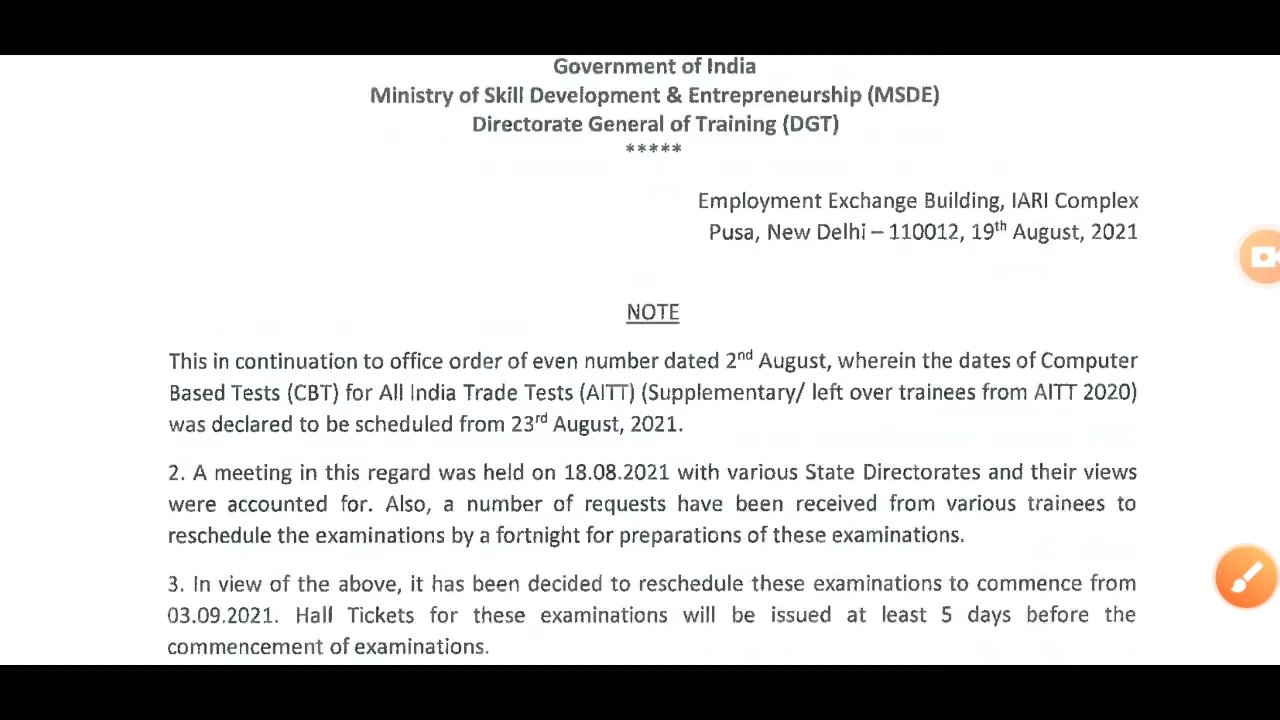 Government of India
Ministry of Skill Development & Entrepreneurship (MSDE)
Directorate General of Training (DGT)
*****
Employment Exchange Building, IARI Complex
Pusa, New Delhi – 110012, 19th August, 2021
NOTE
This in continuation to office order of even number dated 2nd August, wherein the dates of Computer
Based Tests (CBT) for All India Trade Tests (AITT) (Supplementary/ left over trainees from AITT 2020)
was declared to be scheduled from 23rd August, 2021.
2. A meeting in this regard was held on 18.08.2021 with various State Directorates and their views
were accounted for. Also, a number of requests have been received from various trainees to
reschedule the examinations by a fortnight for preparations of these examinations.
3. In view of the above, it has been decided to reschedule these examinations to commence from
03.09.2021. Hall Tickets for these examinations will be issued at least 5 days before the
commencement of examinations.